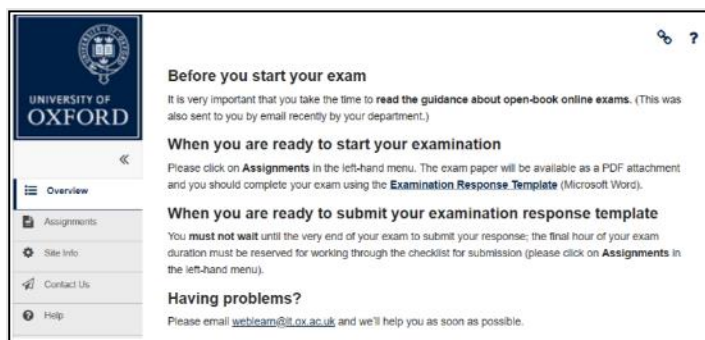 UNIVERSITY OF
OXFORD
«
Overview
Assignments
Site Info
Contact Us
Help
?
Before you start your exam
It is very important that you take the time to read the guidance about open-book online exams. (This was
also sent to you by email recently by your department.)
When you are ready to start your examination
Please click on Assignments in the left-hand menu. The exam paper will be available as a PDF attachment
and you should complete your exam using the Examination Response Template (Microsoft Word).
When you are ready to submit your examination response template
You must not wait until the very end of your exam to submit your response; the final hour of your exam
duration must be reserved for working through the checklist for submission (please click on Assignments in
the left-hand menu).
Having problems?
Please email weblearn@it.ox.ac.uk and we'll help you as soon as possible.